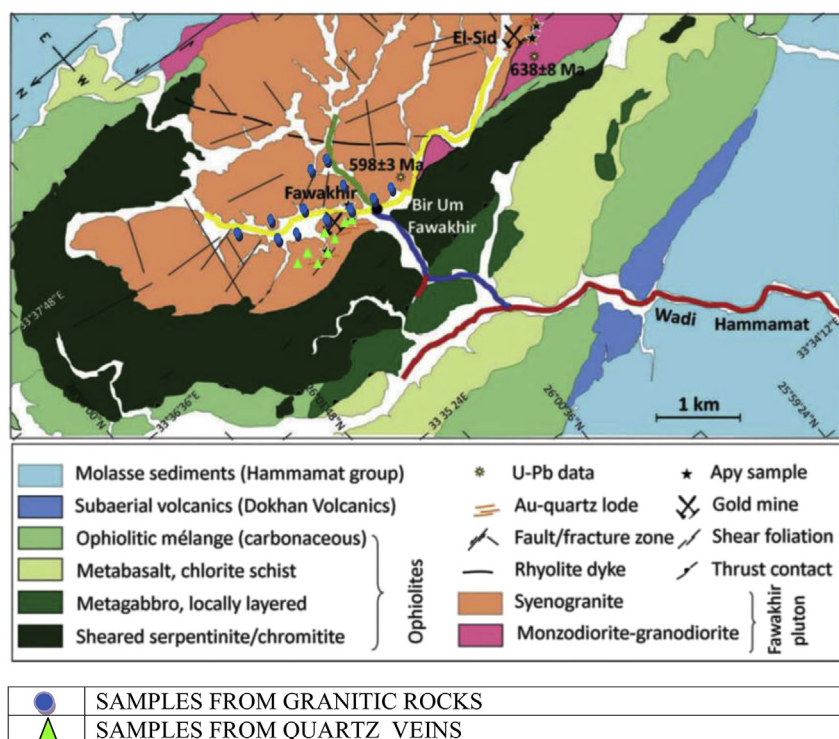 El-Sid
E
W
N
638±8 Ma
598±3 Ma
Fawakhir
Bir Um
Fawakhir
33°37'48"E
Wadi Hammamat
33°34'12"E
33°36'36"E
33 35 24E
26°00'36"N
25°59'24"N
1 km
Molasse sediments (Hammamat group)
Subaerial volcanics (Dokhan Volcanics)
Ophiolitic mélange (carbonaceous)
Metabasalt, chlorite schist
Metagabbro, locally layered
Sheared serpentinite/chromitite
Ophiolites
U-Pb data
Apy sample
Au-quartz lode
Gold mine
Fault/fracture zone
Shear foliation
Rhyolite dyke
Thrust contact
Syenogranite
Monzodiorite-granodiorite
Fawakhir
pluton
SAMPLES FROM GRANITIC ROCKS
SAMPLES FROM QUARTZ VEINS